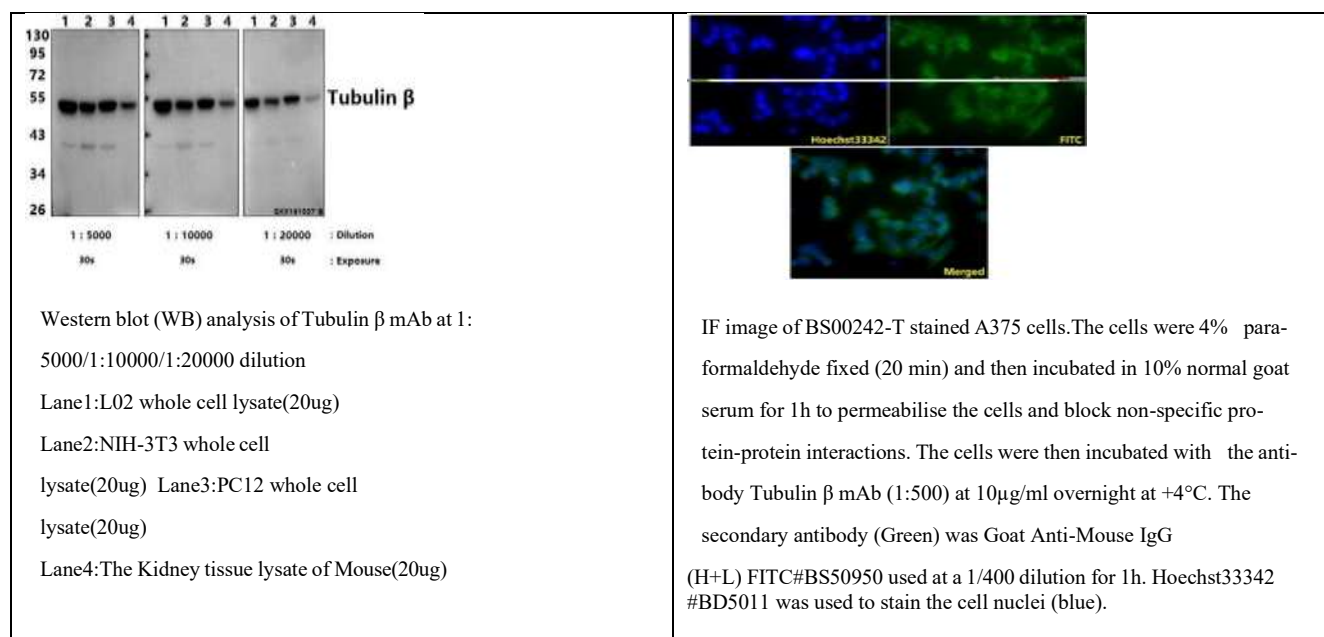 1 2 3 4 1 2 3 4 1 2 3 4
130
95
72
55
43
34
26
Tubulin β
1 : 5000 1 : 10000 1 : 20000 : Dilution
30s 30s 30s : Exposure
Western blot (WB) analysis of Tubulin β mAb at 1:
5000/1:10000/1:20000 dilution
Lane1:L02 whole cell lysate(20ug)
Lane2:NIH-3T3 whole cell
lysate(20ug) Lane3:PC12 whole cell
lysate(20ug)
Lane4:The Kidney tissue lysate of Mouse(20ug)
Hoechst33342
FITC
Merged
IF image of BS00242-T stained A375 cells.The cells were 4% para-
formaldehyde fixed (20 min) and then incubated in 10% normal goat
serum for 1h to permeabilise the cells and block non-specific pro-
tein-protein interactions. The cells were then incubated with the anti-
body Tubulin β mAb (1:500) at 10µg/ml overnight at +4°C. The
secondary antibody (Green) was Goat Anti-Mouse IgG
(H+L) FITC#BS50950 used at a 1/400 dilution for 1h. Hoechst33342
#BD5011 was used to stain the cell nuclei (blue).